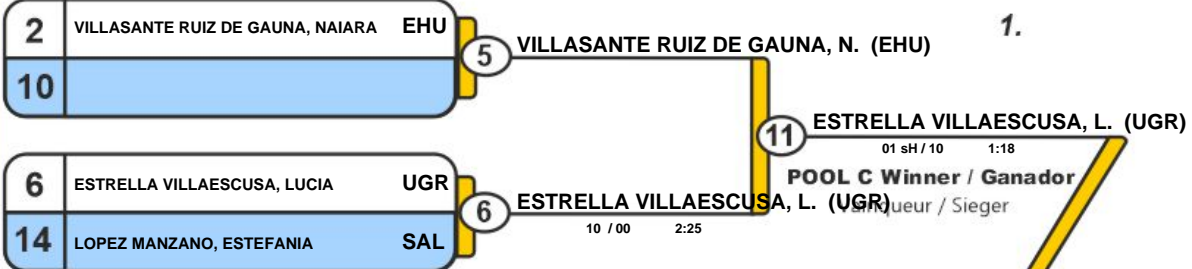 2 VILLASANTE RUIZ DE GAUNA, NAIARA EHU
10
5 VILLASANTE RUIZ DE GAUNA, N. (EHU)
1.
11 ESTRELLA VILLAESCUSA, L. (UGR)
01 sH / 10 1:18
POOL C Winner / Ganador
queur / Sieger
6 ESTRELLA VILLAESCUSA, LUCIA UGR
14 LOPEZ MANZANO, ESTEFANIA SAL
6 ESTRELLA VILLAESCUSA, L. (UGR)
10 / 00 2:25